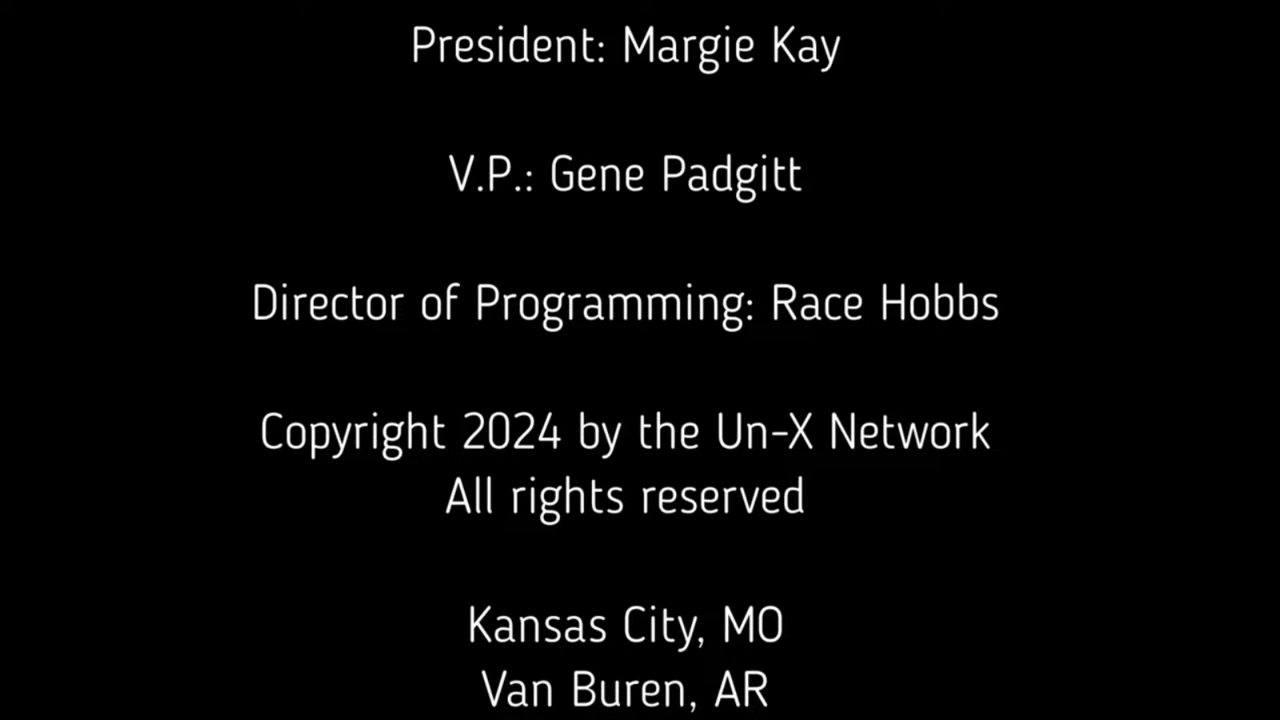 President: Margie Kay
V.P.: Gene Padgitt
Director of Programming: Race Hobbs
Copyright 2024 by the Un-X Network
All rights reserved
Kansas City, MO
Van Buren, AR